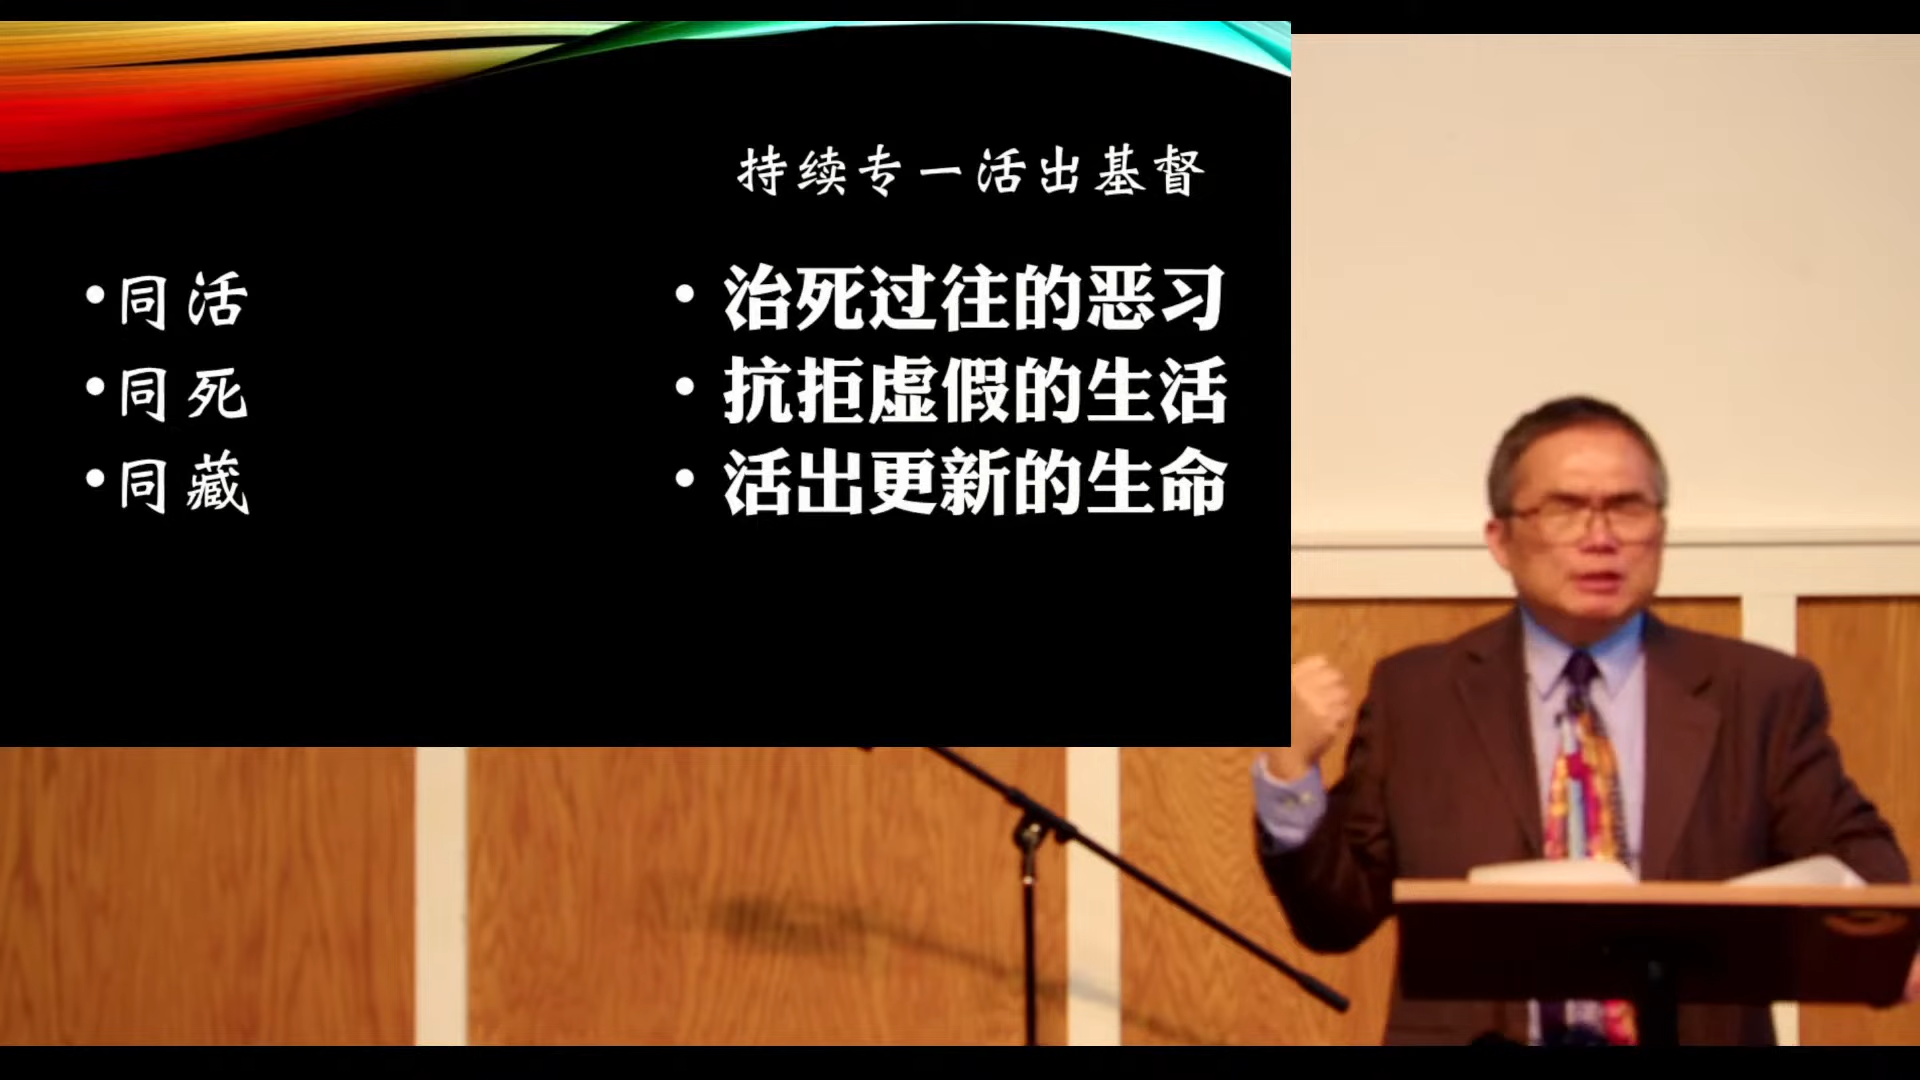 持续专一活出基督
•同活
•同死
•同藏
• 治死过往的恶习
• 抗拒虚假的生活
• 活出更新的生命